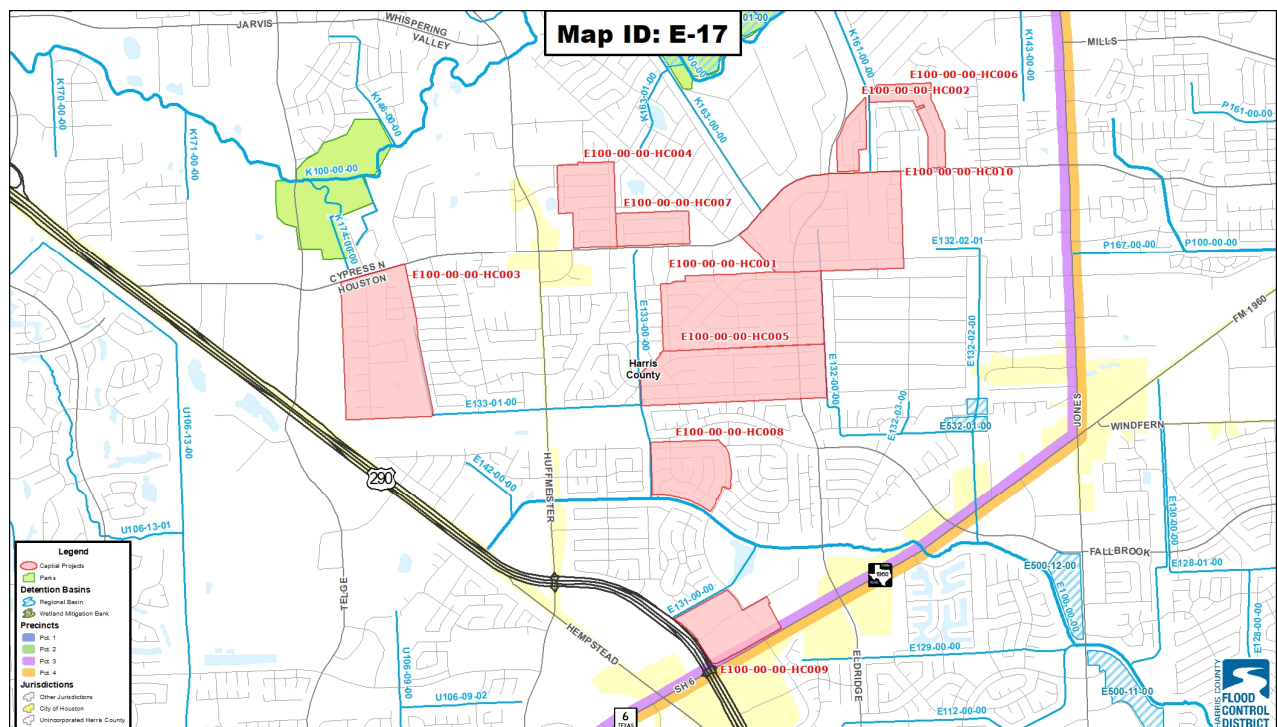 Map ID: E-17
JARVIS
WHISPERING
VALLEY
01-00
K161-00-00
K143-00-00
MILLS
K170-00-00
K171-00-00
K146-00-00
K163-01-00
K163-00-00
E100-00-00-HC006
E100-00-00-HC002
P161-00-00
E100-00-00-HC004
K100-00-00
E100-00-00-HC010
E100-00-00-HC007
K174-00-00
E132-02-01
P167-00-00
P100-00-00
CYPRESS N
HOUSTON
E100-00-00-HC003
E100-00-00-HC001
FM-1960
E133-00-00
E100-00-00-HC005
E132-02-00
Harris
County
E132-00-00
E133-01-00
E132-03-00
E532-01-00
JONES
WINDFERN
U106-13-00
E100-00-00-HC008
HUFFMEISTER
E142-00-00
290
U106-13-01
E130-00-00
FALLBROOK
E500-12-00
E128-01-00
1960
TELGE
E131-00-00
E100-00-00
E128-00-00
HEMPSTEAD
U106-09-00
E129-00-00
ELDRIDGE
E100-00-00-HC009
SH 6
U106-09-02
E500-11-00
E112-00-00
6
TEXAS
Legend
Captial Projects
Parks
Detention Basins
Regional Basin
Wetland Mitigation Bank
Precincts
Pct. 1
Pct. 2
Pct. 3
Pct. 4
Jurisdictions
Other Jurisdictions
City of Houston
Unincorporated Harris County
HARRIS COUNTY
FLOOD
CONTROL
DISTRICT